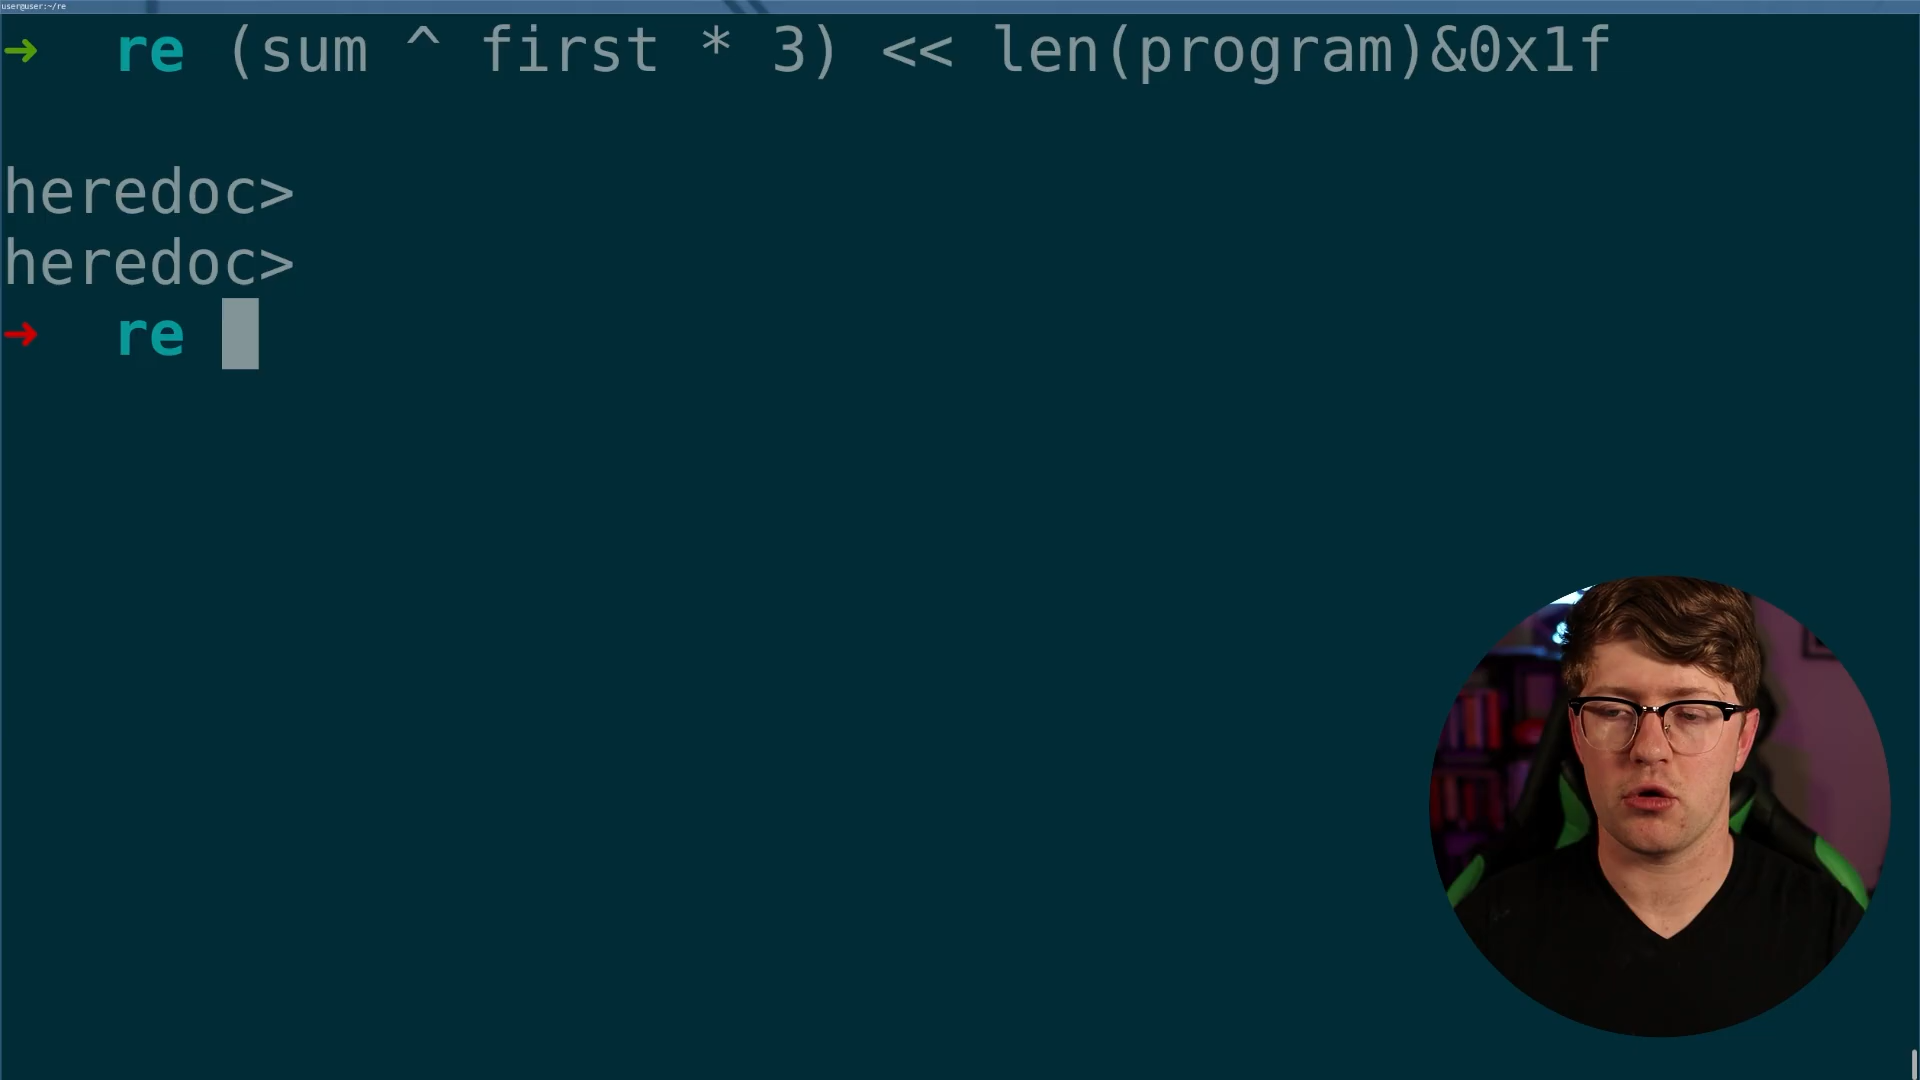 user@user:~/re
➜ re (sum ^ first * 3) << len(program)&0x1f
heredoc>
heredoc>
➜ re